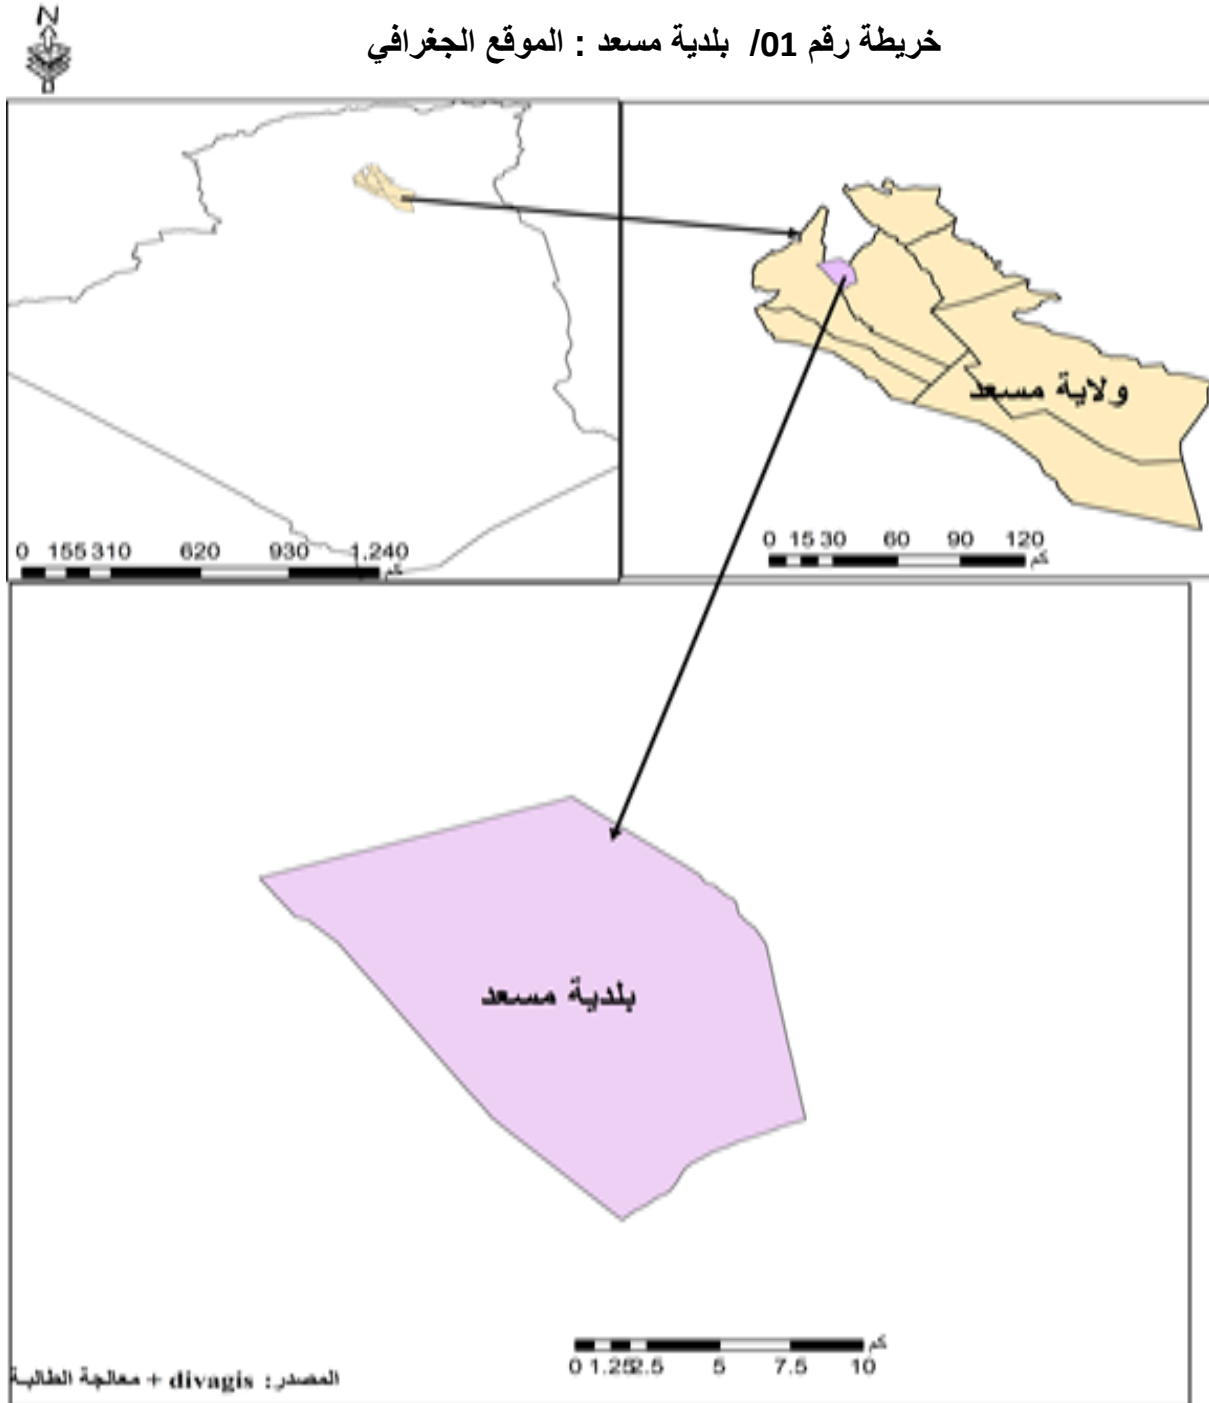 N
خريطة رقم 01/ بلدية مسعد : الموقع الجغرافي
ولاية مسعد
0 155 310 620 930 1,240
كم
0 15 30 60 90 120
كم
بلدية مسعد
كم
0 1.25 2.5 5 7.5 10
المصدر: divagis + معالجة الطالبة